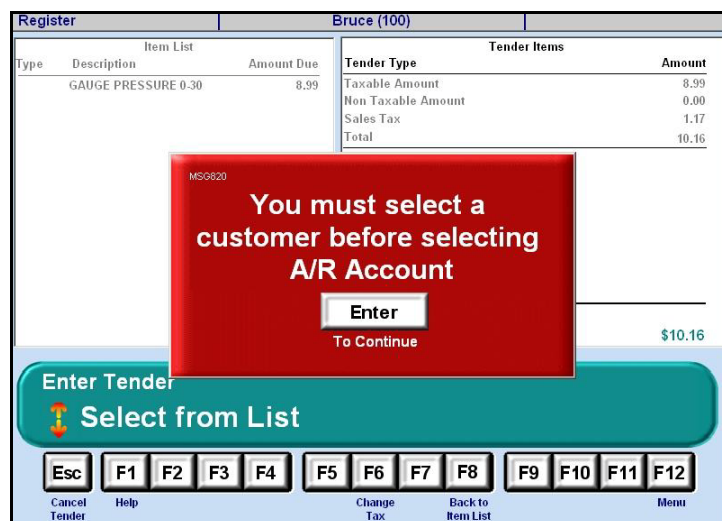 Register Bruce (100)
Item List
Type Description Amount Due
GAUGE PRESSURE 0-30 8.99
Tender Items
Tender Type Amount
Taxable Amount 8.99
Non Taxable Amount 0.00
Sales Tax 1.17
Total 10.16
MSG820
You must select a
customer before selecting
A/R Account
Enter
To Continue
$10.16
Enter Tender
Select from List
Esc F1 F2 F3 F4 F5 F6 F7 F8 F9 F10 F11 F12
Cancel Tender Help Change Tax Back to Item List Menu